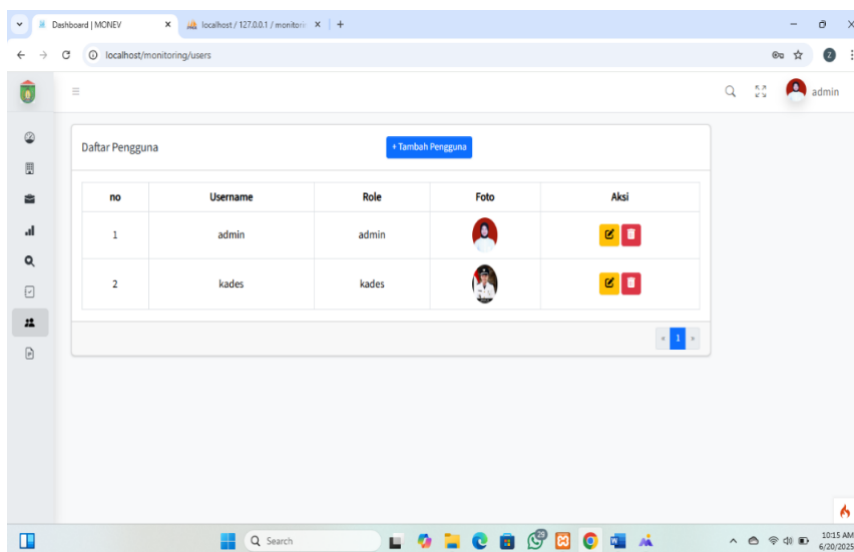 Dashboard | MONEV
localhost / 127.0.0.1 / monitorin
localhost/monitoring/users
Z
admin
Daftar Pengguna
+Tambah Pengguna
no Username Role Foto Aksi
1 admin admin
2 kades kades
« 1 »
Search
10:15 AM
6/20/2025